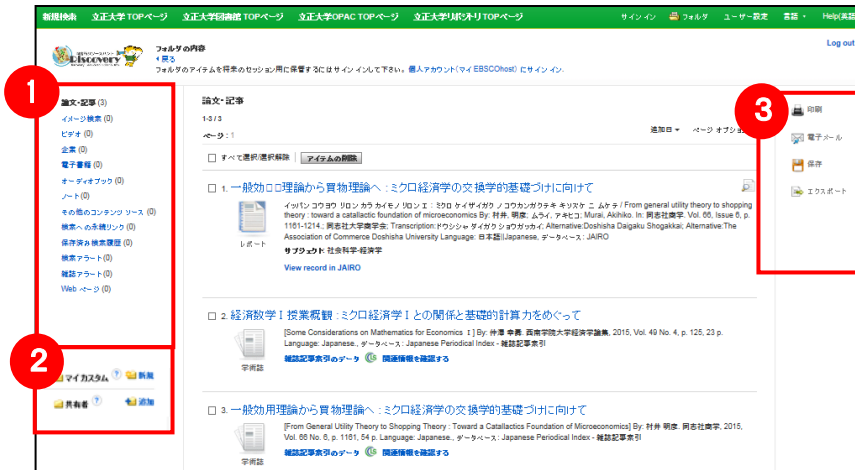 新規検索 立正大学 TOPページ 立正大学図書館 TOPページ 立正大学OPAC TOPページ 立正大学リポジトリTOPページ サインイン フォルダ ユーザー設定 言語 Help(英語
Discovery
フォルダの内容
戻る
フォルダのアイテムを将来のセッション用に保管するにはサイン インして下さい。 個人アカウント(マイ EBSCOhost) にサイン イン.
Log out
1
論文・記事 (3)
イメージ検索 (0)
ビデオ (0)
企業 (0)
電子書籍 (0)
オーディオブック (0)
ノート (0)
その他のコンテンツ ソース (0)
検索への永続リンク (0)
保存済み検索履歴 (0)
検索アラート (0)
雑誌アラート (0)
Web ページ (0)
2
マイ カスタム ? 新規
共有者 ? 追加
論文・記事
1-3 / 3
ページ: 1
追加日 ページ オプション
すべて選択/選択解除 アイテムの削除
1. 一般効□□理論から買物理論へ : ミクロ経済学の交換学的基礎づけに向けて
イッパン コウヨウ リロン カラ カイモノ リロン エ : ミクロ ケイザイガク ノ コウカンガクテキ キソズケ ニ ムケテ / From general utility theory to shopping
theory : toward a catallactic foundation of microeconomics By: 村井, 明彦; ムライ, アキヒコ; Murai, Akihiko. In: 同志社商学. Vol. 66, Issue 6, p.
1161-1214.; 同志社大学商学会; Transcription:ドウシシャ ダイガク ショウガッカイ; Alternative:Doshisha Daigaku Shogakkai; Alternative:The
Association of Commerce Doshisha University Language: 日本語||Japanese, データベース: JAIRO
サブジェクト: 社会科学-経済学
レポート
View record in JAIRO
2. 経済数学 I 授業概観 : ミクロ経済学 I との関係と基礎的計算力をめぐって
[Some Considerations on Mathematics for Economics I] By: 仲澤 幸壽. 西南学院大学経済学論集, 2015, Vol. 49 No. 4, p. 125, 23 p.
Language: Japanese., データベース: Japanese Periodical Index - 雑誌記事索引
雑誌記事索引のデータ 関連情報を確認する
学術誌
3. 一般効用理論から買物理論へ : ミクロ経済学の交換学的基礎づけに向けて
[From General Utility Theory to Shopping Theory : Toward a Catallactics Foundation of Microeconomics] By: 村井 明彦. 同志社商学, 2015,
Vol. 66 No. 6, p. 1161, 54 p. Language: Japanese., データベース: Japanese Periodical Index - 雑誌記事索引
雑誌記事索引のデータ 関連情報を確認する
学術誌
3
印刷
電子メール
保存
エクスポート